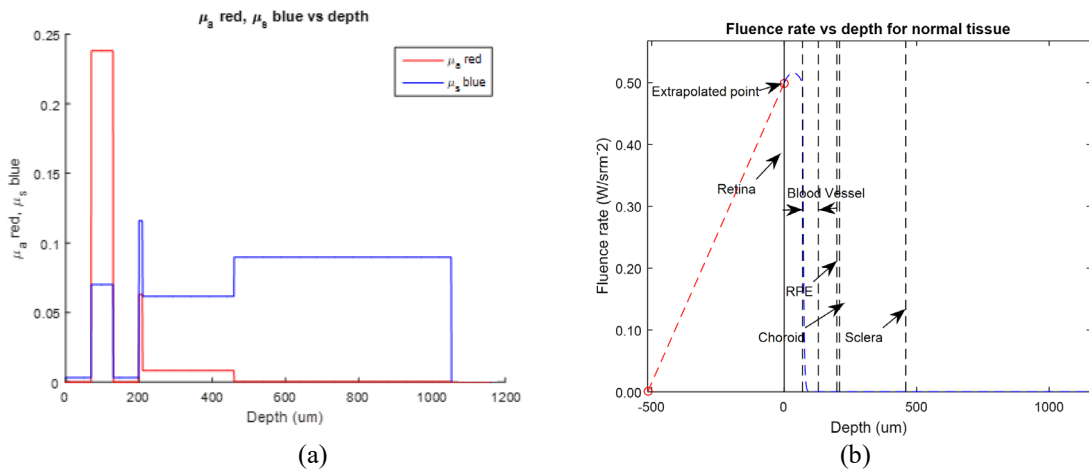 μa red, μs blue vs depth
0.25
0.2
0.15
0.1
0.05
0
μa red, μs blue
μa red
μs blue
0 200 400 600 800 1000 1200
Depth (um)
(a)
Fluence rate vs depth for normal tissue
0.50
0.40
0.30
0.20
0.10
0.00
Fluence rate (W/srm^-2)
Extrapolated point
Retina
Blood Vessel
RPE
Choroid
Sclera
-500 0 500 1000
Depth (um)
(b)